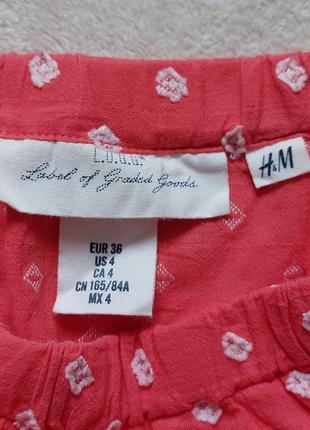 L.O.G.G.
Label of Graded Goods
H&M
EUR 36
US 4
CA 4
CN 165/84A
MX 4